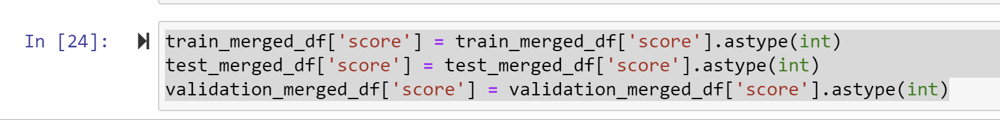 In [24]:
train_merged_df['score'] = train_merged_df['score'].astype(int)
test_merged_df['score'] = test_merged_df['score'].astype(int)
validation_merged_df['score'] = validation_merged_df['score'].astype(int)